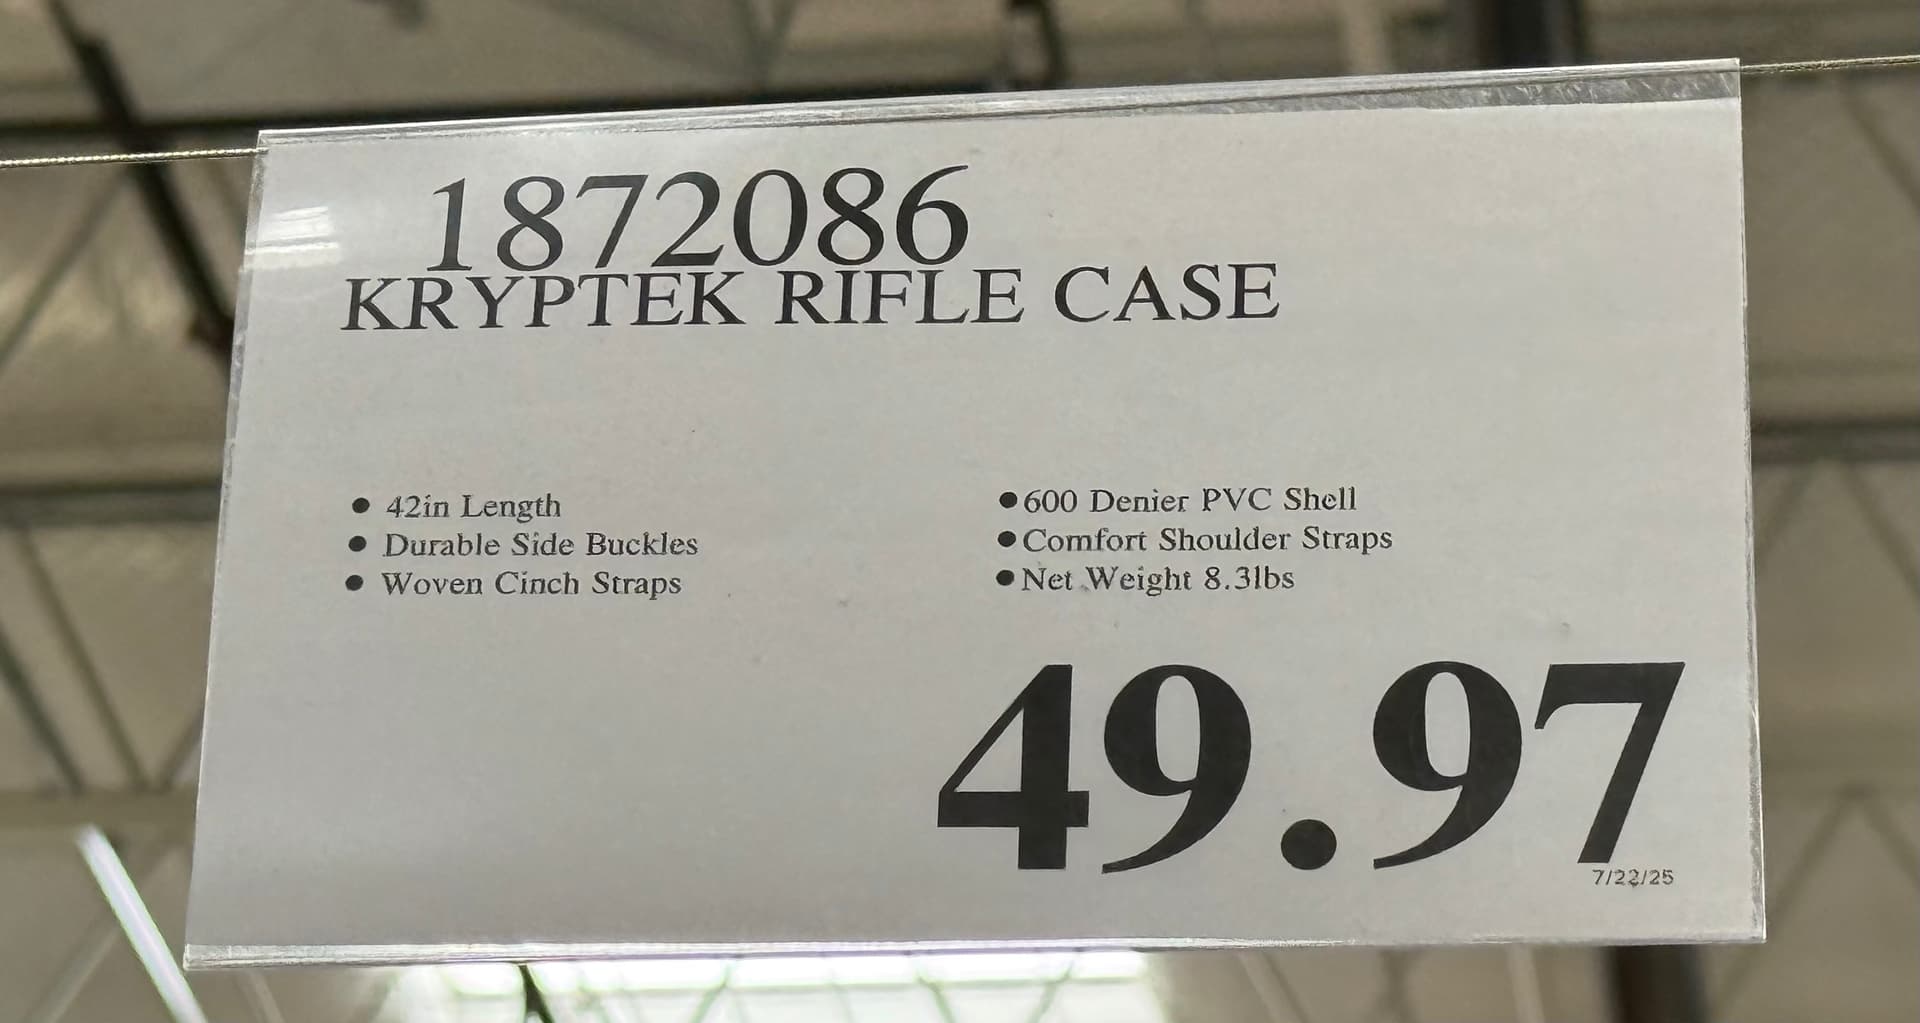 1872086
KRYPTEK RIFLE CASE
● 42in Length
● Durable Side Buckles
● Woven Cinch Straps
● 600 Denier PVC Shell
● Comfort Shoulder Straps
● Net Weight 8.3lbs
49.97
7/22/25